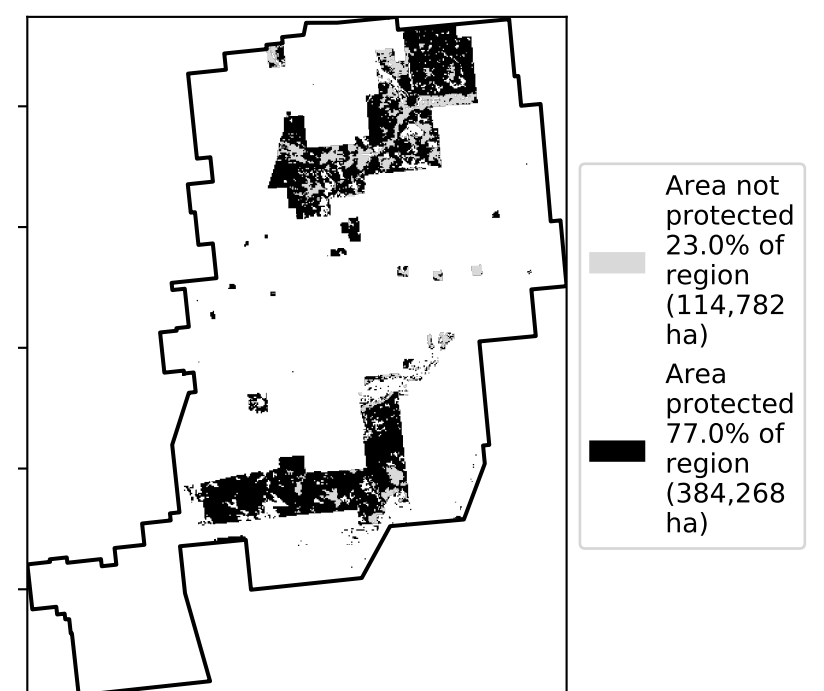 Area not
protected
23.0% of
region
(114,782
ha)
Area
protected
77.0% of
region
(384,268
ha)